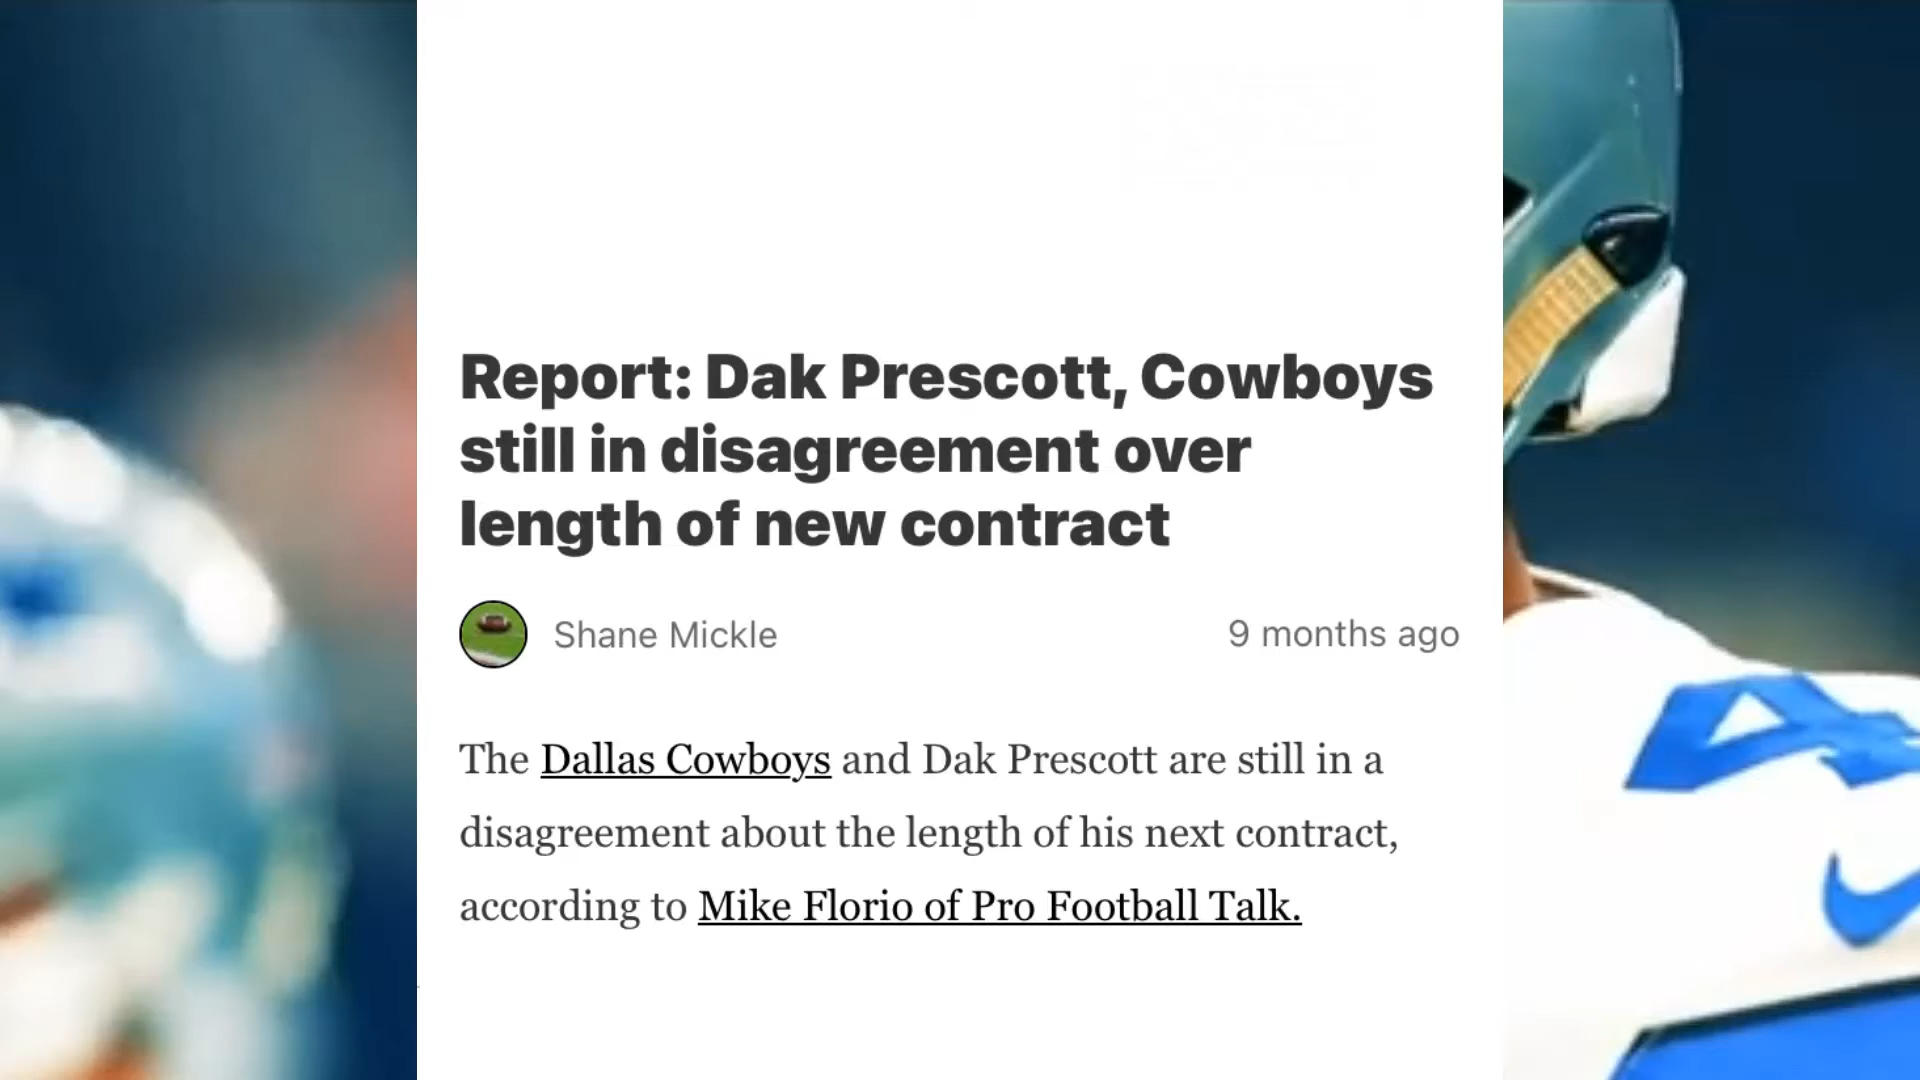 Report: Dak Prescott, Cowboys
still in disagreement over
length of new contract
Shane Mickle
9 months ago
The Dallas Cowboys and Dak Prescott are still in a
disagreement about the length of his next contract,
according to Mike Florio of Pro Football Talk.